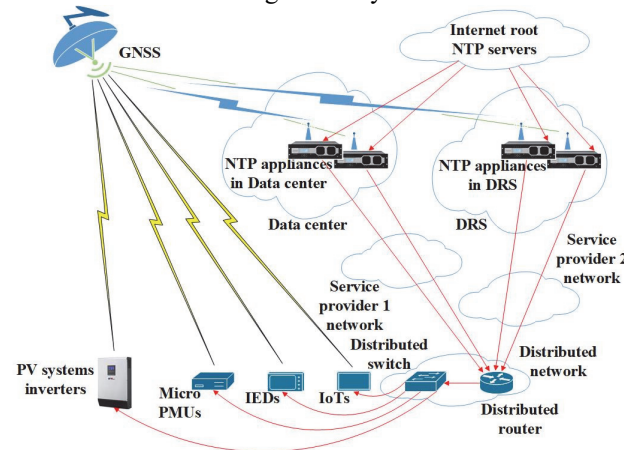 GNSS
Internet root
NTP servers
NTP appliances
in Data center
NTP appliances
in DRS
Data center
DRS
Service
provider 1
network
Service
provider 2
network
Distributed
switch
Distributed
network
Distributed
router
PV systems
inverters
Micro
PMUs
IEDs
IoTs